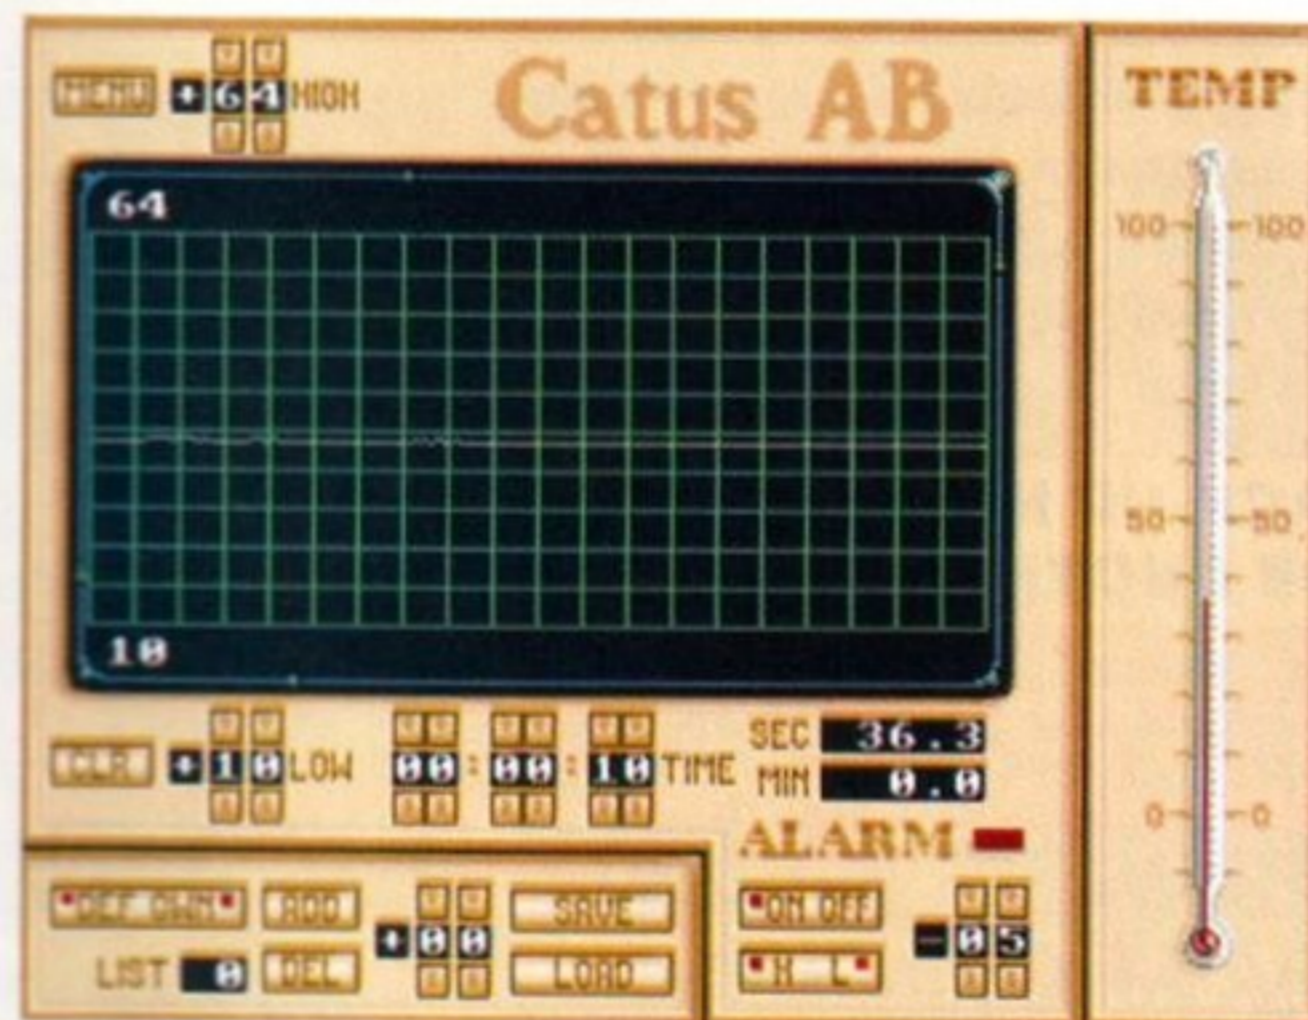 Catus AB
TEMP
MENU +64 HIGH
64
10
CLR +10 LOW 00:00:10 TIME
SEC 36.3
MIN 0.0
ALARM
DEF OWN ADD +00 SAVE
LIST 0 DEL LOAD
ON OFF -05
H L
100 100
50 50
0 0